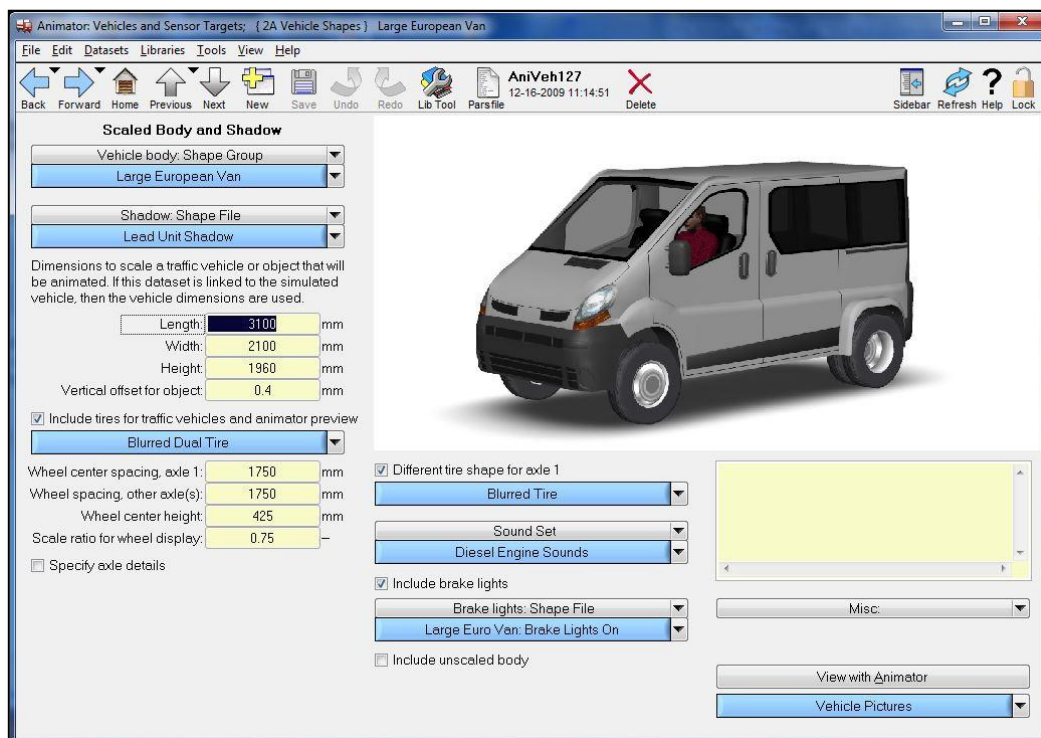 Animator: Vehicles and Sensor Targets; { 2A Vehicle Shapes } Large European Van
File Edit Datasets Libraries Tools View Help
Back Forward Home Previous Next New Save Undo Redo Lib Tool Parsfile
AniVeh127
12-16-2009 11:14:51
Delete
Sidebar Refresh Help Lock
Scaled Body and Shadow
Vehicle body: Shape Group
Large European Van
Shadow: Shape File
Lead Unit Shadow
Dimensions to scale a traffic vehicle or object that will
be animated. If this dataset is linked to the simulated
vehicle, then the vehicle dimensions are used.
Length: 3100 mm
Width: 2100 mm
Height: 1960 mm
Vertical offset for object: 0.4 mm
Include tires for traffic vehicles and animator preview
Blurred Dual Tire
Wheel center spacing, axle 1: 1750 mm
Wheel spacing, other axle(s): 1750 mm
Wheel center height: 425 mm
Scale ratio for wheel display: 0.75 –
Specify axle details
Different tire shape for axle 1
Blurred Tire
Sound Set
Diesel Engine Sounds
Include brake lights
Brake lights: Shape File
Large Euro Van: Brake Lights On
Include unscaled body
Misc:
View with Animator
Vehicle Pictures